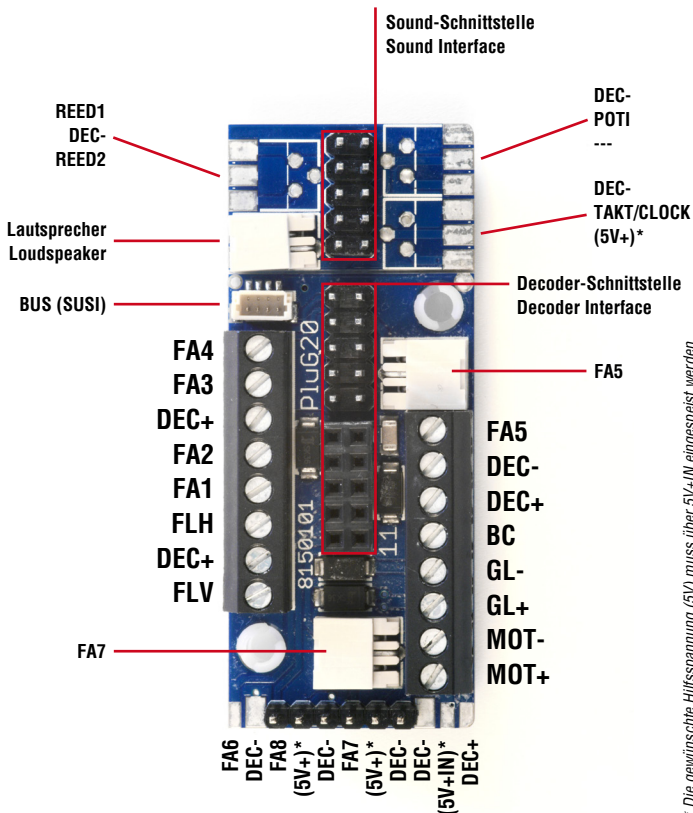 Sound-Schnittstelle
Sound Interface
REED1
DEC-
REED2
DEC-
POTI
---
DEC-
TAKT/CLOCK
(5V+)*
Lautsprecher
Loudspeaker
BUS (SUSI)
Decoder-Schnittstelle
Decoder Interface
FA4
FA3
DEC+
FA2
FA1
FLH
DEC+
FLV
PluG20
8150101
11
FA5
FA5
DEC-
DEC+
BC
GL-
GL+
MOT-
MOT+
FA7
FA6
DEC-
FA8
(5V+)*
DEC-
FA7
(5V+)*
DEC-
DEC-
(5V+IN)*
DEC+
* Die gewünschte Hilfsspannung (5V) muss über 5V+IN eingespeist werden